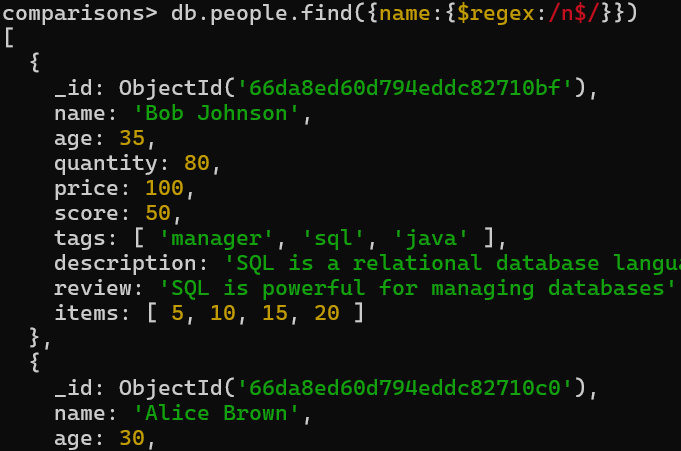 comparisons> db.people.find({name:{$regex:/n$/}})
[
  {
    _id: ObjectId('66da8ed60d794eddc82710bf'),
    name: 'Bob Johnson',
    age: 35,
    quantity: 80,
    price: 100,
    score: 50,
    tags: [ 'manager', 'sql', 'java' ],
    description: 'SQL is a relational database
    review: 'SQL is powerful for managing databases'
    items: [ 5, 10, 15, 20 ]
  },
  {
    _id: ObjectId('66da8ed60d794eddc82710c0'),
    name: 'Alice Brown',
    age: 30,